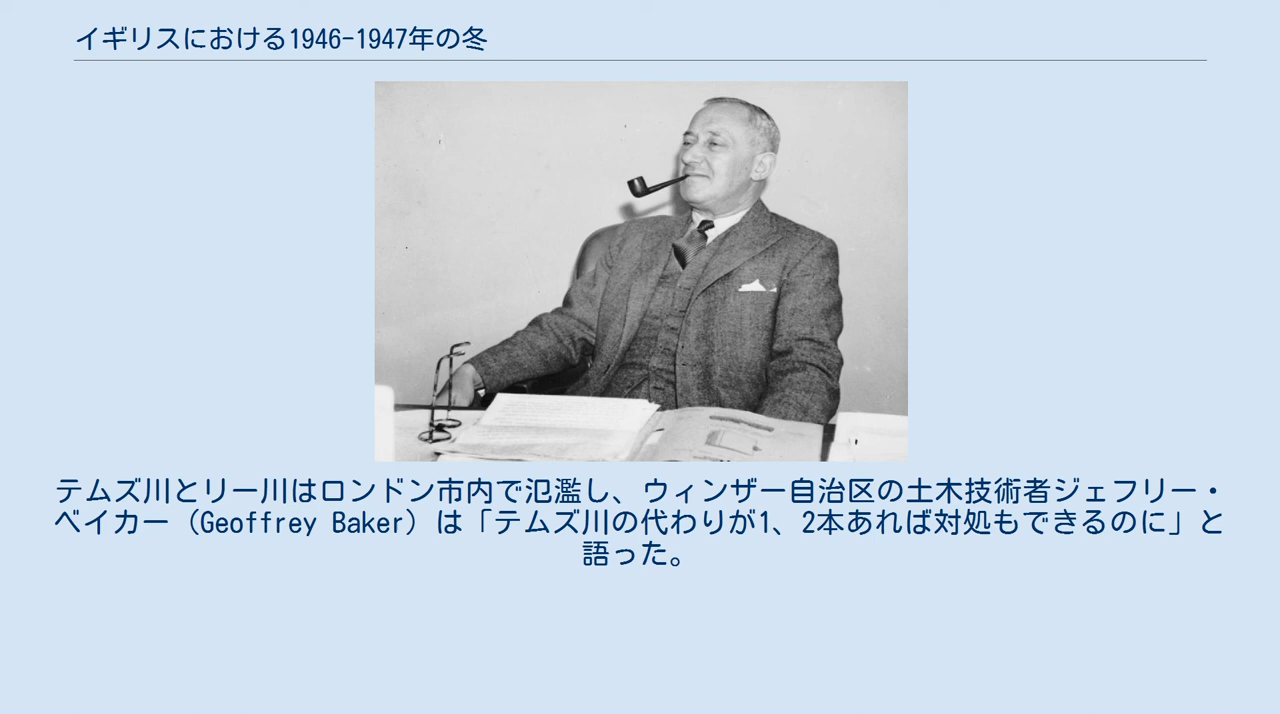 イギリスにおける1946-1947年の冬
テムズ川とリー川はロンドン市内で氾濫し、ウィンザー自治区の土木技術者ジェフリー・
ベイカー（Geoffrey Baker）は「テムズ川の代わりが1、2本あれば対処もできるのに」と
語った。